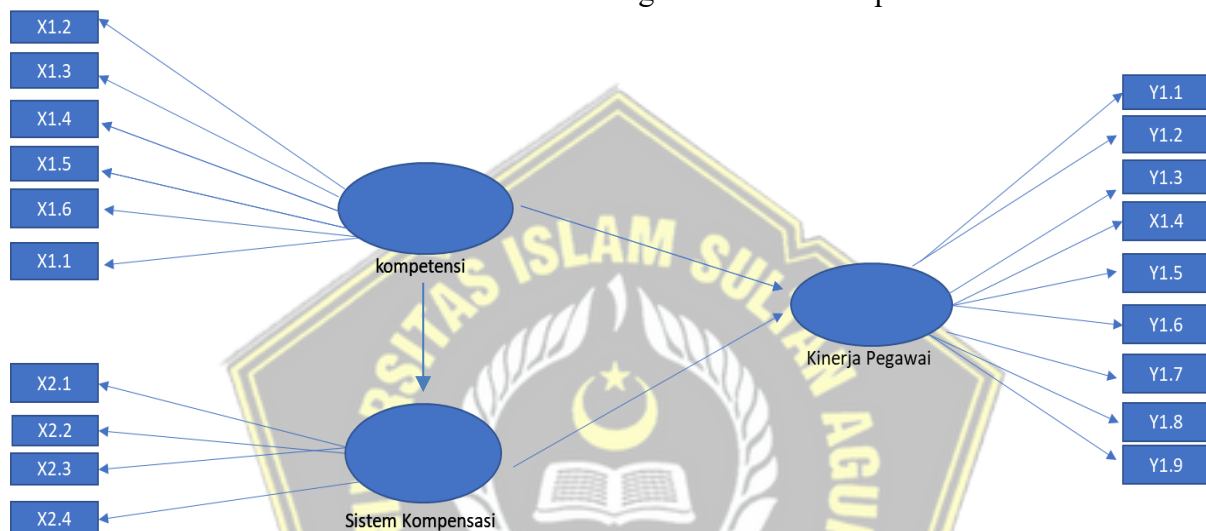 X1.2
X1.3
X1.4
X1.5
X1.6
X1.1
kompetensi
X2.1
X2.2
X2.3
X2.4
Sistem Kompensasi
Kinerja Pegawai
Y1.1
Y1.2
Y1.3
X1.4
Y1.5
Y1.6
Y1.7
Y1.8
Y1.9
ISLAM SULTAN